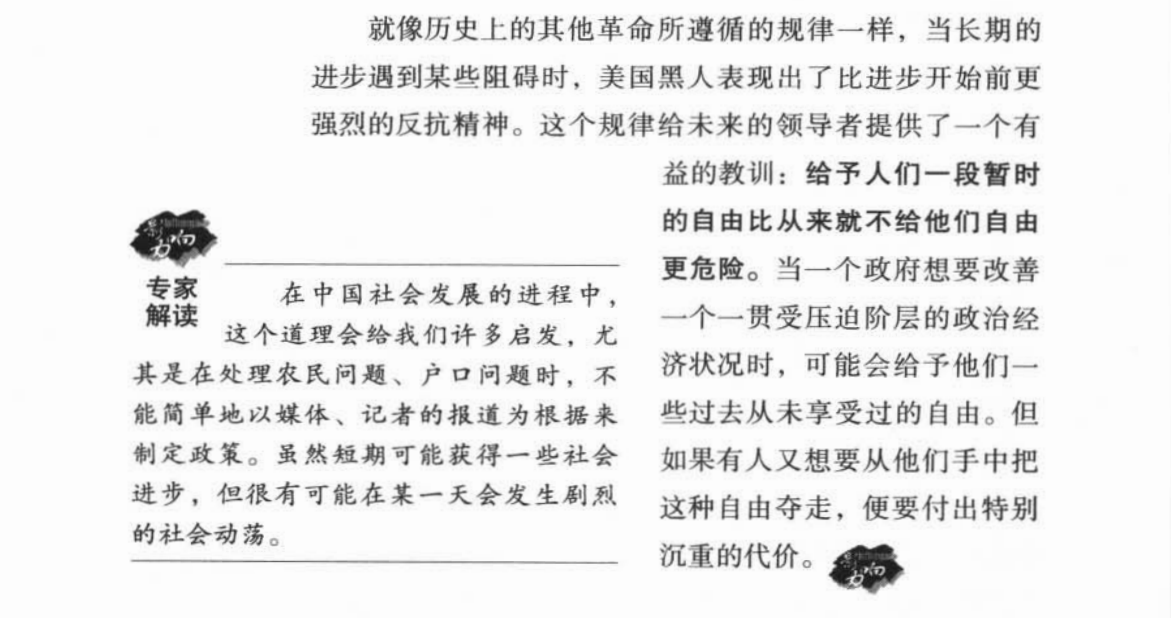 就像历史上的其他革命所遵循的规律一样，当长期的
进步遇到某些阻碍时，美国黑人表现出了比进步开始前更
强烈的反抗精神。这个规律给未来的领导者提供了一个有
益的教训：给予人们一段暂时
的自由比从来就不给他们自由
更危险。当一个政府想要改善
一个一贯受压迫阶层的政治经
济状况时，可能会给予他们一
些过去从未享受过的自由。但
如果有人又想要从他们手中把
这种自由夺走，便要付出特别
沉重的代价。
影响力
影响力
专家
解读
在中国社会发展的进程中，
这个道理会给我们许多启发，尤
其是在处理农民问题、户口问题时，不
能简单地以媒体、记者的报道为根据来
制定政策。虽然短期可能获得一些社会
进步，但很有可能在某一天会发生剧烈
的社会动荡。